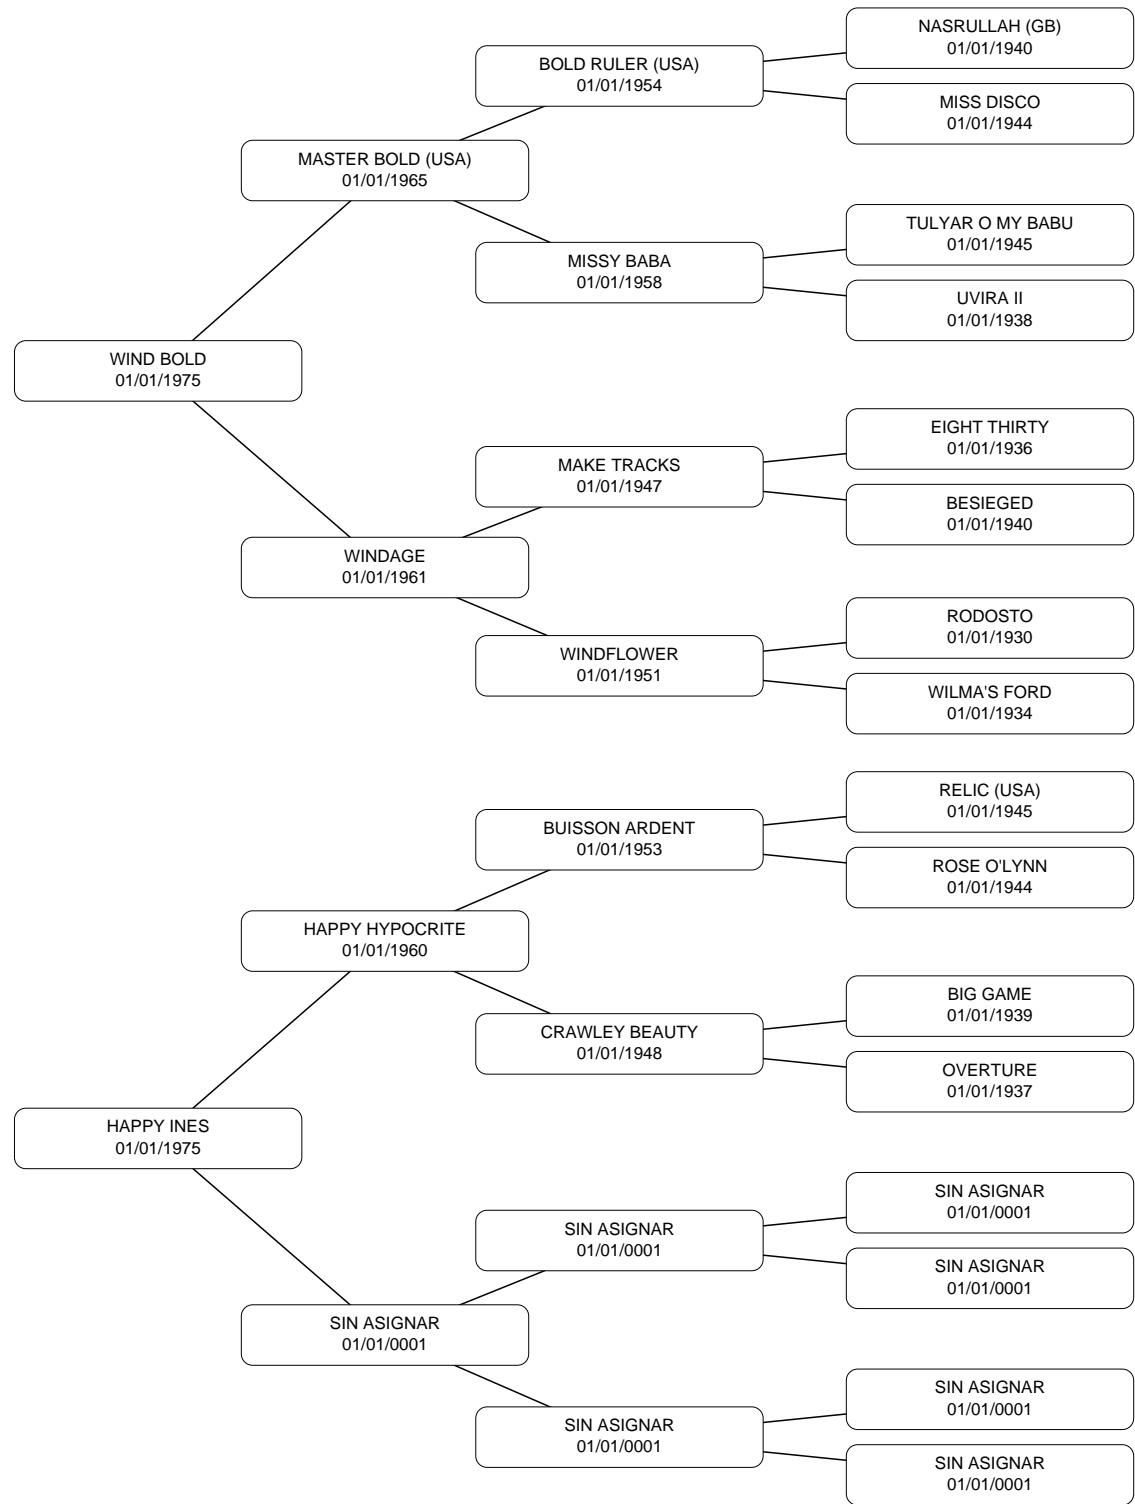 NASRULLAH (GB)
01/01/1940
BOLD RULER (USA)
01/01/1954
MISS DISCO
01/01/1944
MASTER BOLD (USA)
01/01/1965
TULYAR O MY BABU
01/01/1945
MISSY BABA
01/01/1958
UVIRA II
01/01/1938
WIND BOLD
01/01/1975
EIGHT THIRTY
01/01/1936
MAKE TRACKS
01/01/1947
BESIEGED
01/01/1940
WINDAGE
01/01/1961
RODOSTO
01/01/1930
WINDFLOWER
01/01/1951
WILMA'S FORD
01/01/1934
RELIC (USA)
01/01/1945
BUISSON ARDENT
01/01/1953
ROSE O'LYNN
01/01/1944
HAPPY HYPOCRITE
01/01/1960
BIG GAME
01/01/1939
CRAWLEY BEAUTY
01/01/1948
OVERTURE
01/01/1937
HAPPY INES
01/01/1975
SIN ASIGNAR
01/01/0001
SIN ASIGNAR
01/01/0001
SIN ASIGNAR
01/01/0001
SIN ASIGNAR
01/01/0001
SIN ASIGNAR
01/01/0001
SIN ASIGNAR
01/01/0001
SIN ASIGNAR
01/01/0001